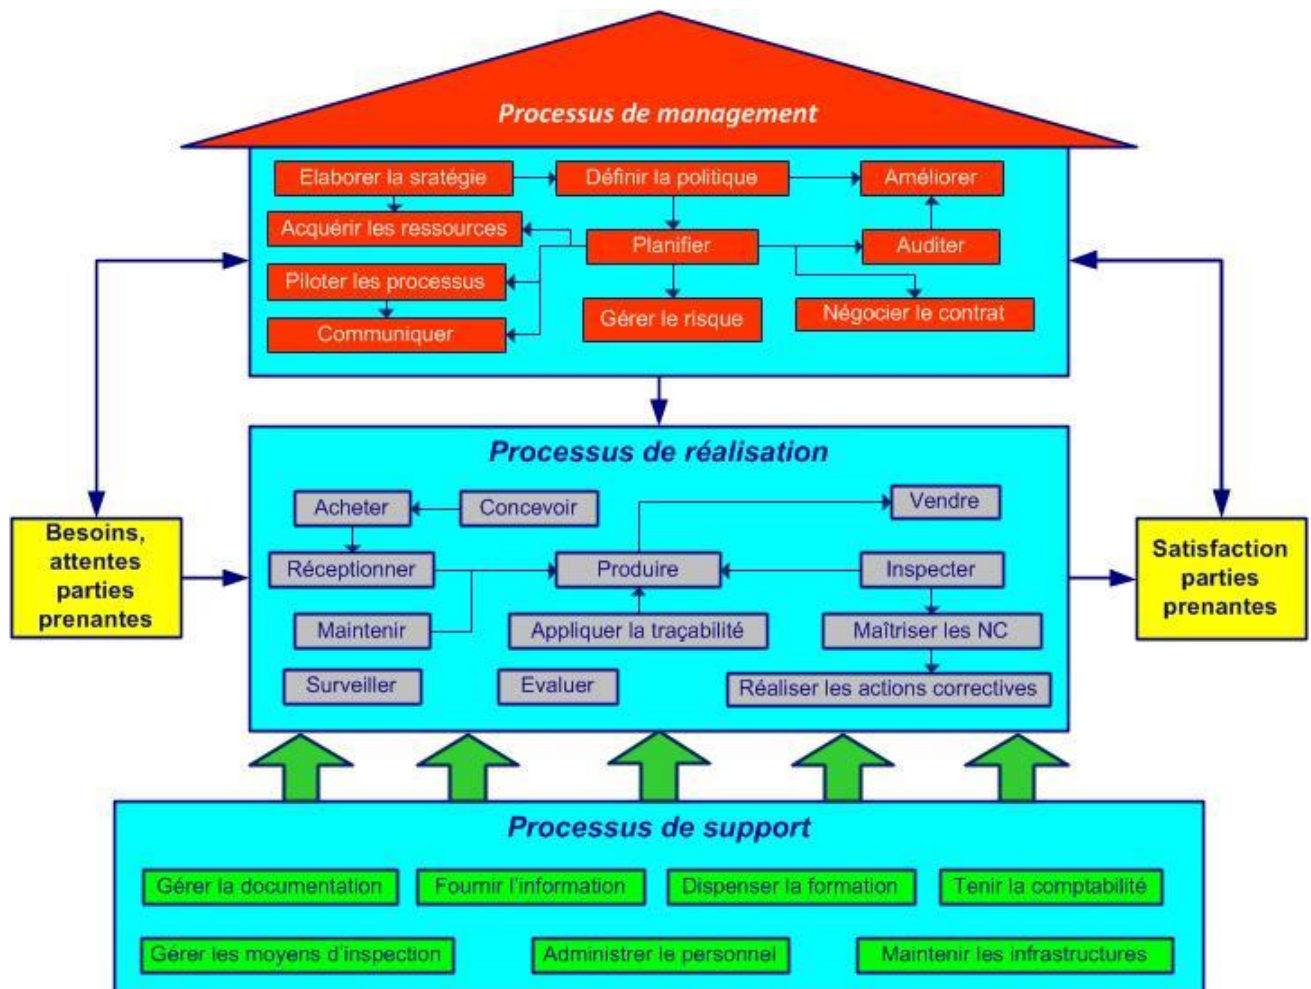 Processus de management
Elaborer la sratégie
Définir la politique
Améliorer
Acquérir les ressources
Planifier
Auditer
Piloter les processus
Gérer le risque
Négocier le contrat
Communiquer
Processus de réalisation
Acheter
Concevoir
Vendre
Besoins,
attentes
parties
prenantes
Réceptionner
Produire
Inspecter
Satisfaction
parties
prenantes
Maintenir
Appliquer la traçabilité
Maîtriser les NC
Surveiller
Evaluer
Réaliser les actions correctives
Processus de support
Gérer la documentation
Fournir l'information
Dispenser la formation
Tenir la comptabilité
Gérer les moyens d'inspection
Administrer le personnel
Maintenir les infrastructures